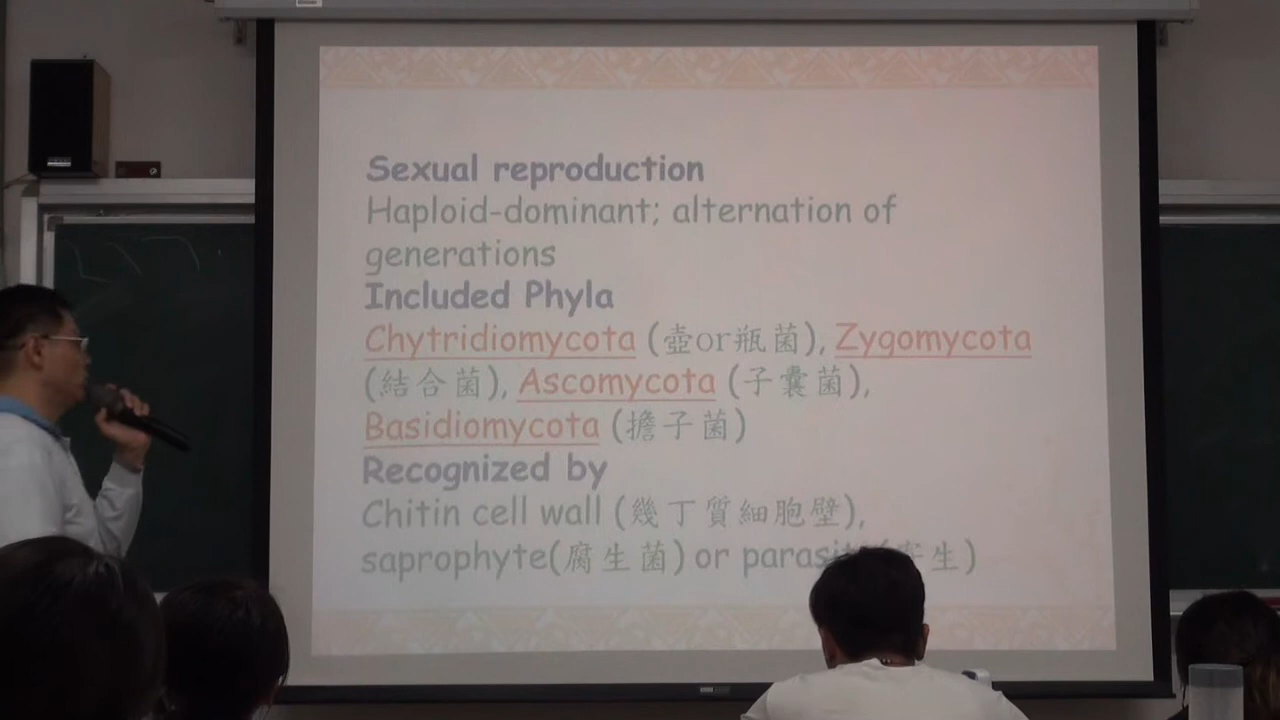 Sexual reproduction
Haploid-dominant; alternation of
generations
Included Phyla
Chytridiomycota (壺or瓶菌), Zygomycota
(結合菌), Ascomycota (子囊菌),
Basidiomycota (擔子菌)
Recognized by
Chitin cell wall (幾丁質細胞壁),
saprophyte(腐生菌) or parasite(寄生)